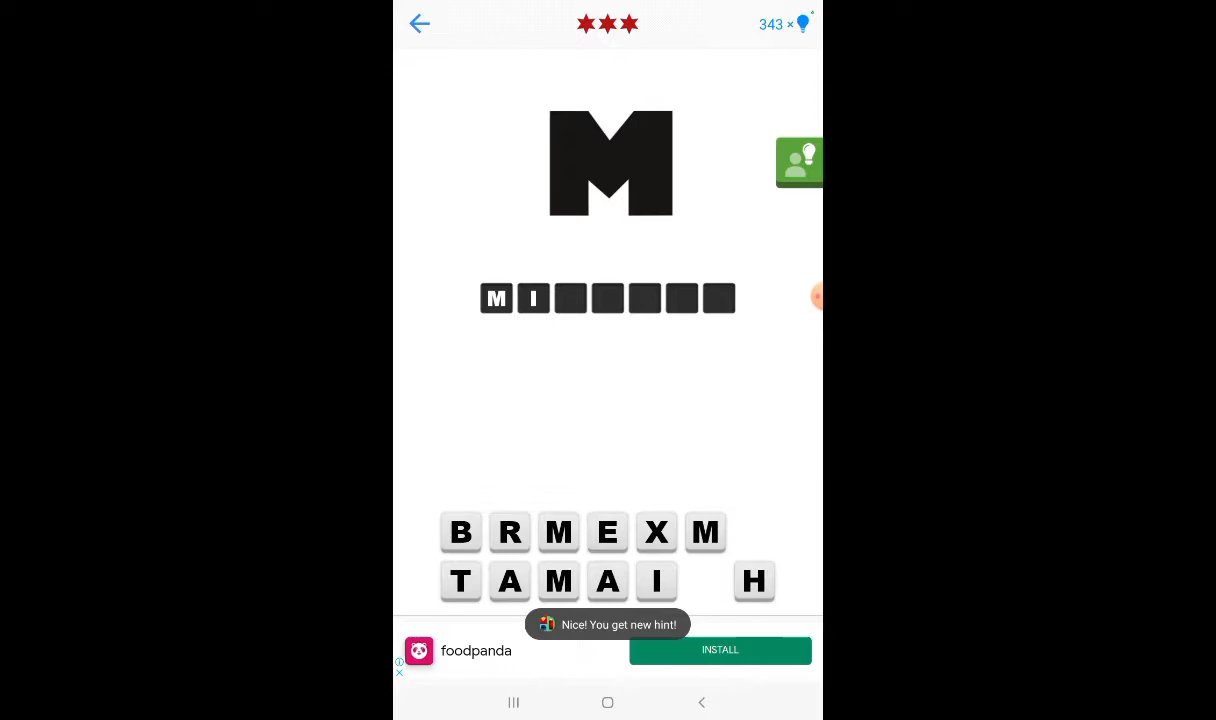 343 ×
M
M I
B R M E X M
T A M A I H
Nice! You get new hint!
foodpanda
INSTALL